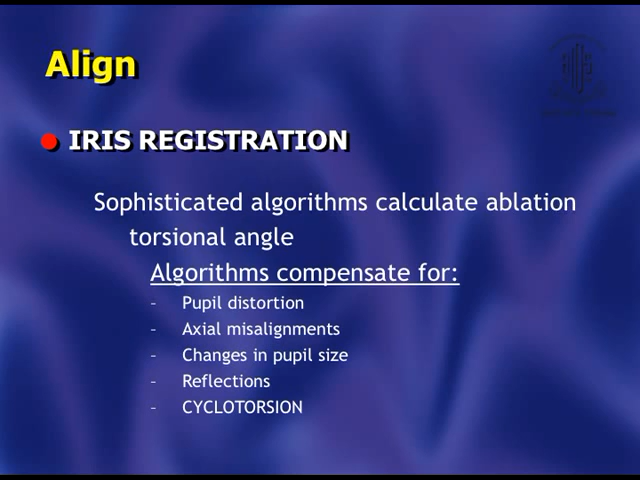 Align
IRIS REGISTRATION
Sophisticated algorithms calculate ablation
torsional angle
Algorithms compensate for:
– Pupil distortion
– Axial misalignments
– Changes in pupil size
– Reflections
– CYCLOTORSION